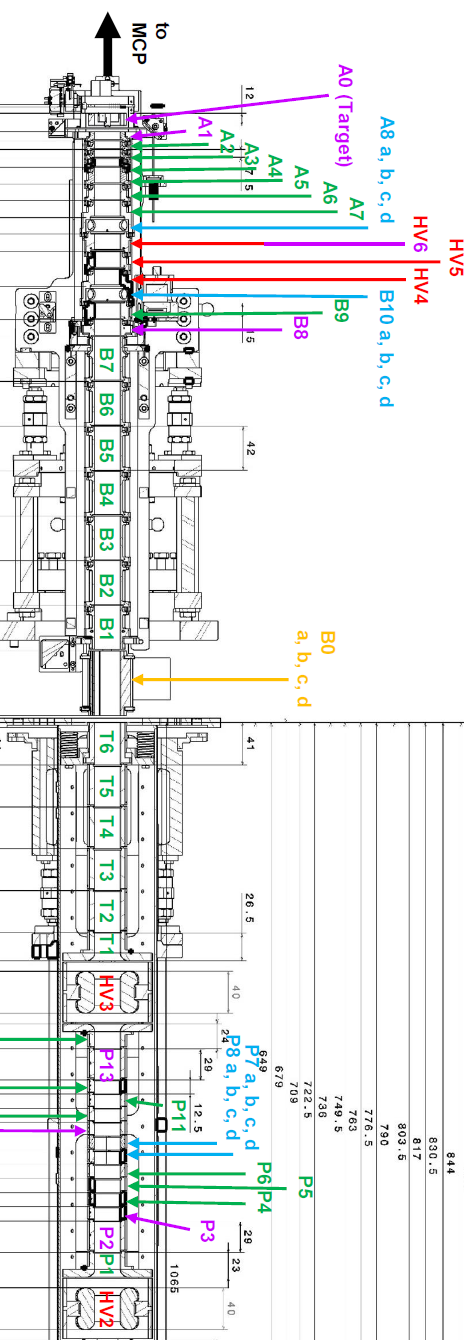 to
MCP
A0 (Target)
A1
A2
A3
A4
A5
A6
A7
A8 a, b, c, d
HV6
HV5
HV4
B10 a, b, c, d
B9
B8
B7
B6
B5
B4
B3
B2
B1
B0
a, b, c, d
T6
T5
T4
T3
T2
T1
HV3
P13
P11
P8 a, b, c, d
P7 a, b, c, d
P6
P5
P4
P3
P2
P1
HV2
12
7.5
15
42
41
26.5
40
24
29
12.5
29
23
40
1065
649
679
709
722.5
736
749.5
763
776.5
790
803.5
817
830.5
844